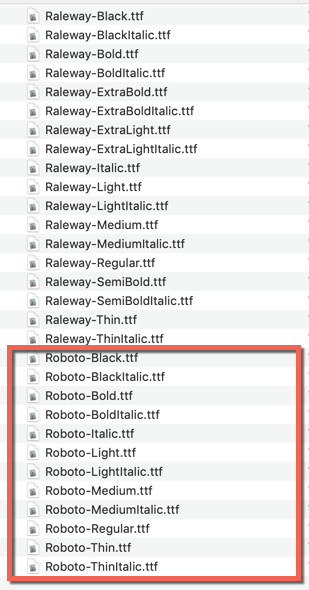 Raleway-Black.ttf
Raleway-BlackItalic.ttf
Raleway-Bold.ttf
Raleway-BoldItalic.ttf
Raleway-ExtraBold.ttf
Raleway-ExtraBoldItalic.ttf
Raleway-ExtraLight.ttf
Raleway-ExtraLightItalic.ttf
Raleway-Italic.ttf
Raleway-Light.ttf
Raleway-LightItalic.ttf
Raleway-Medium.ttf
Raleway-MediumItalic.ttf
Raleway-Regular.ttf
Raleway-SemiBold.ttf
Raleway-SemiBoldItalic.ttf
Raleway-Thin.ttf
Raleway-ThinItalic.ttf
Roboto-Black.ttf
Roboto-BlackItalic.ttf
Roboto-Bold.ttf
Roboto-BoldItalic.ttf
Roboto-Italic.ttf
Roboto-Light.ttf
Roboto-LightItalic.ttf
Roboto-Medium.ttf
Roboto-MediumItalic.ttf
Roboto-Regular.ttf
Roboto-Thin.ttf
Roboto-ThinItalic.ttf